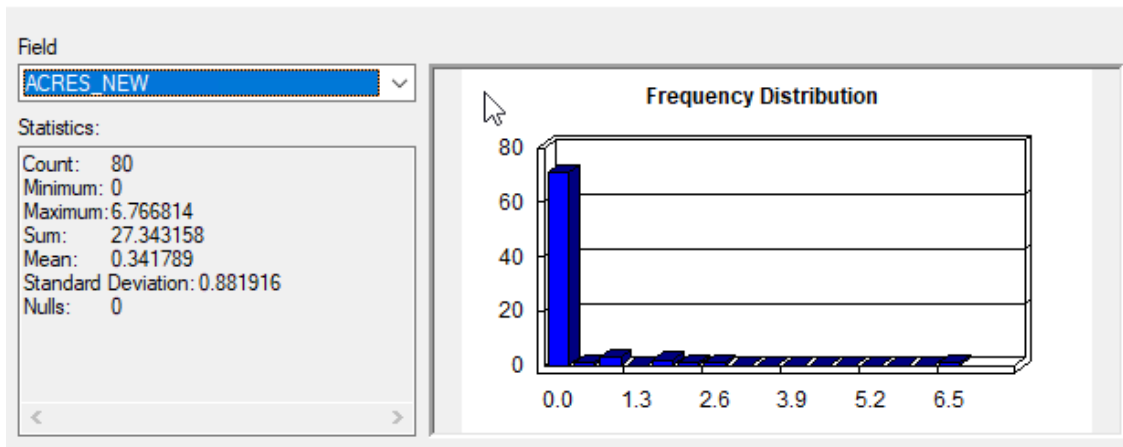 Field
ACRES_NEW
Statistics:
Count: 80
Minimum: 0
Maximum: 6.766814
Sum: 27.343158
Mean: 0.341789
Standard Deviation: 0.881916
Nulls: 0
Frequency Distribution
80
60
40
20
0
0.0 1.3 2.6 3.9 5.2 6.5